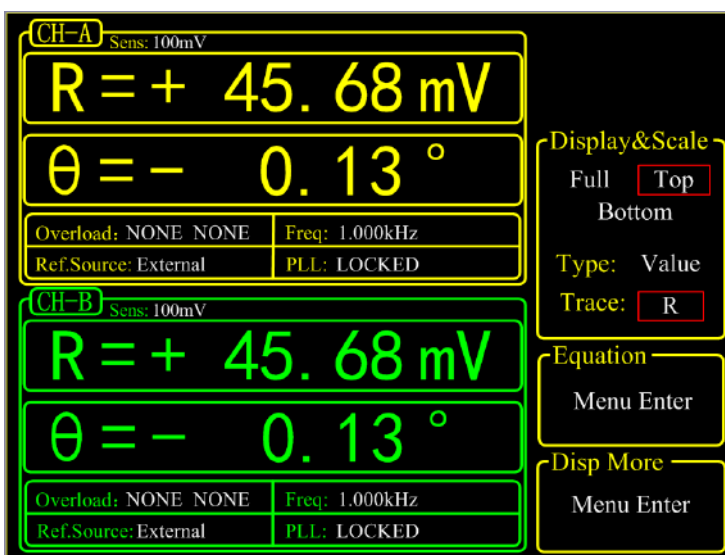 CH-A Sens: 100mV
R = + 45.68 mV
θ = - 0.13 °
Overload: NONE NONE Freq: 1.000kHz
Ref.Source: External PLL: LOCKED
CH-B Sens: 100mV
R = + 45.68 mV
θ = - 0.13 °
Overload: NONE NONE Freq: 1.000kHz
Ref.Source: External PLL: LOCKED
Display&Scale
Full Top
Bottom
Type: Value
Trace: R
Equation
Menu Enter
Disp More
Menu Enter